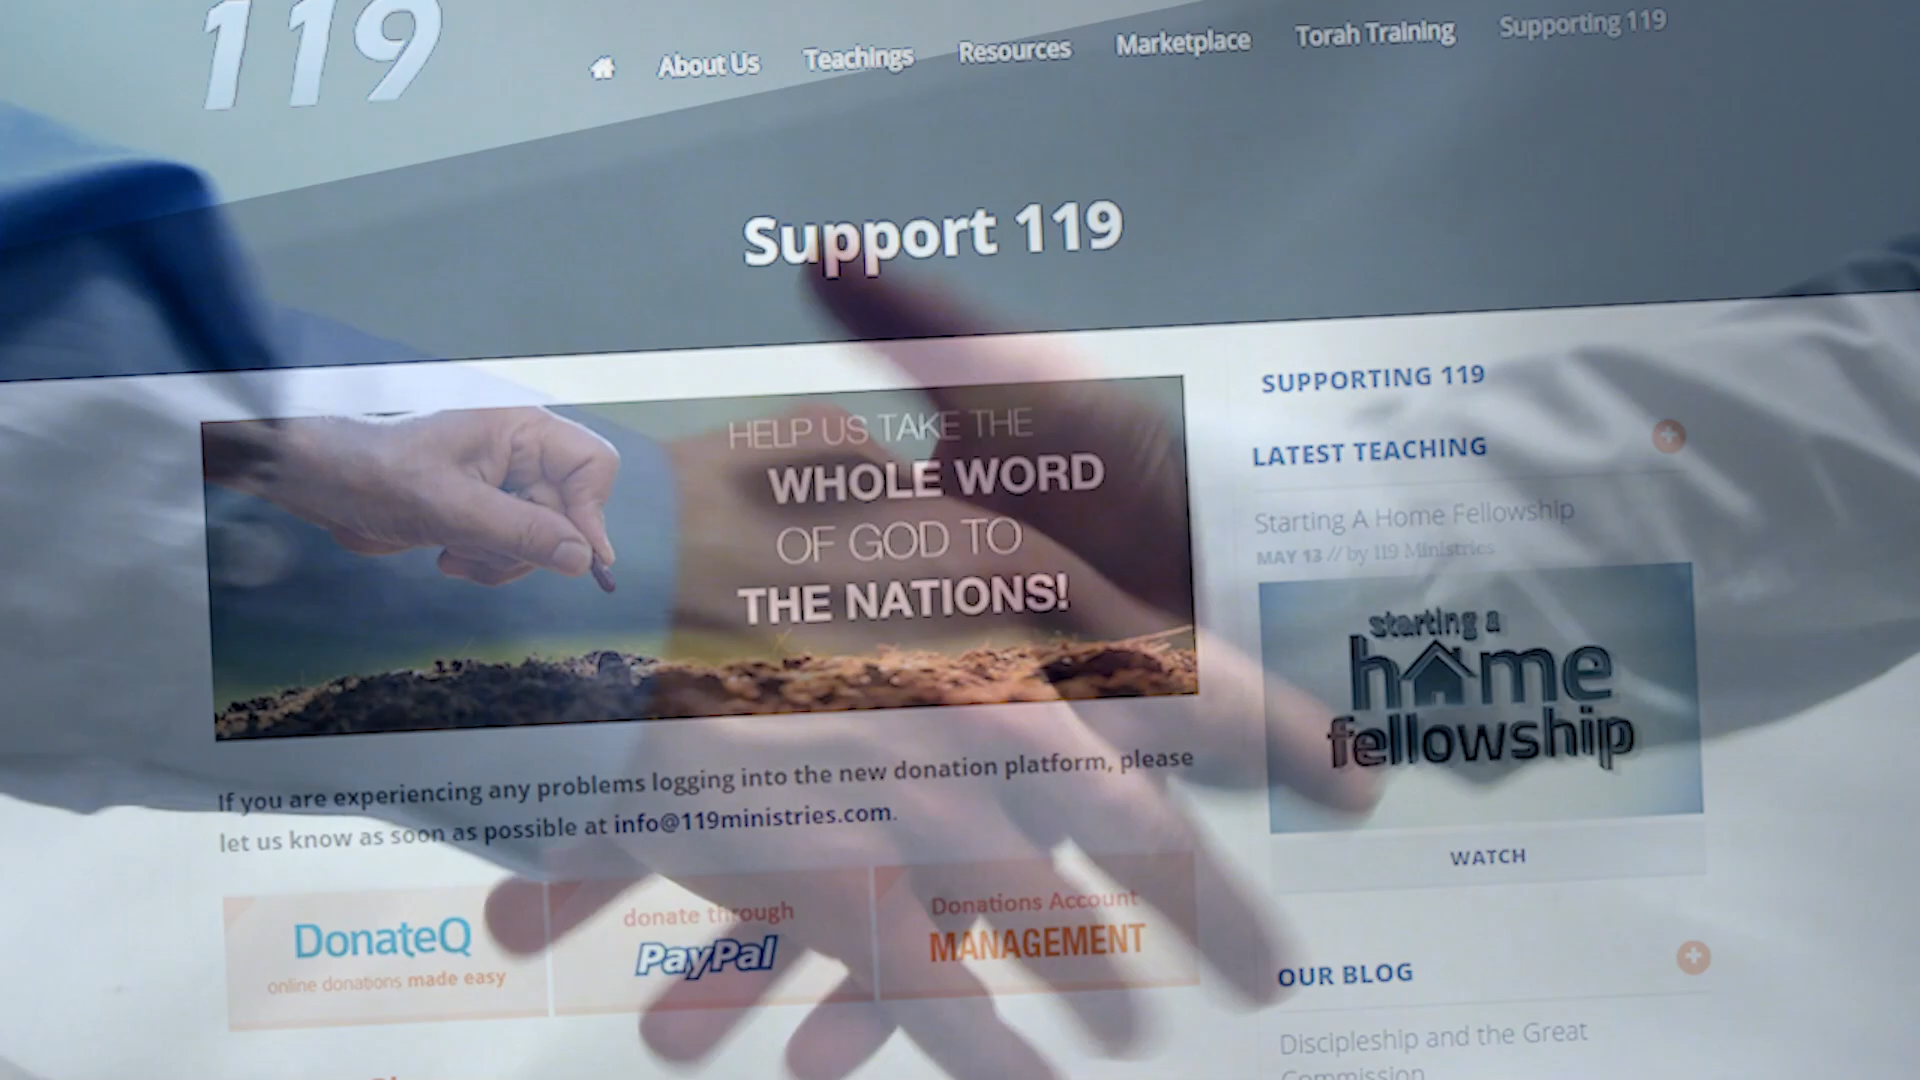 119
About Us
Teachings
Resources
Marketplace
Torah Training
Supporting 119
Support 119
HELP US TAKE THE
WHOLE WORD
OF GOD TO
THE NATIONS!
If you are experiencing any problems logging into the new donation platform, please
let us know as soon as possible at info@119ministries.com.
DonateQ
online donations made easy
donate through
PayPal
Donations Account
MANAGEMENT
SUPPORTING 119
LATEST TEACHING
Starting A Home Fellowship
MAY 13 // by 119 Ministries
starting a
home
fellowship
WATCH
OUR BLOG
Discipleship and the Great
Commission